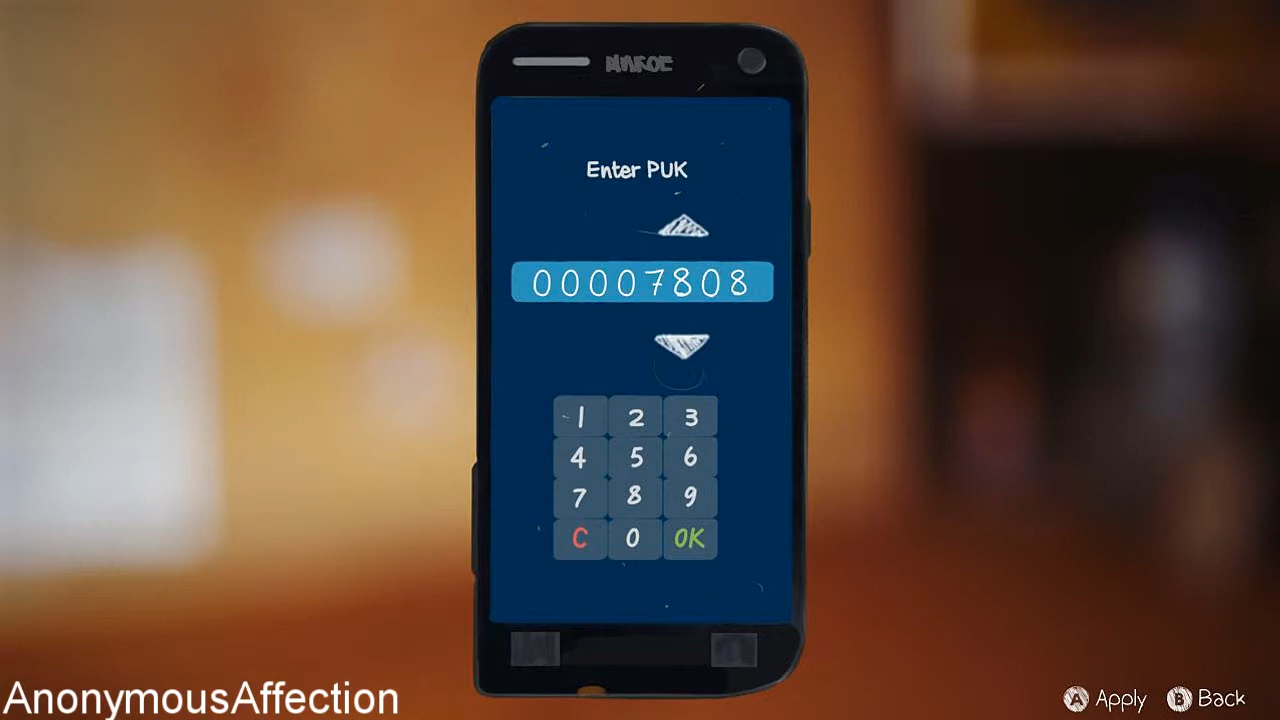 Enter PUK
00007808
1 2 3
4 5 6
7 8 9
C 0 OK
AnonymousAffection
A Apply B Back